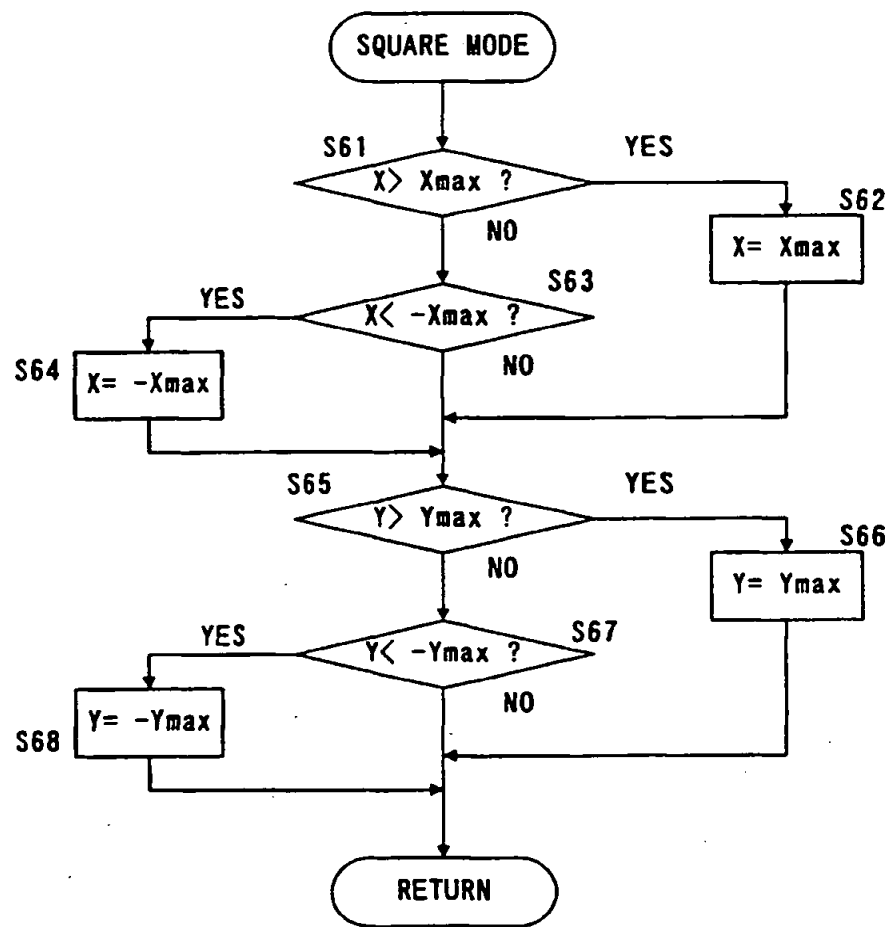 SQUARE MODE
S61
YES
X> Xmax ?
S62
NO
X= Xmax
S63
YES
X< -Xmax ?
S64
NO
X= -Xmax
S65
YES
Y> Ymax ?
S66
NO
Y= Ymax
S67
YES
Y< -Ymax ?
NO
Y= -Ymax
S68
RETURN